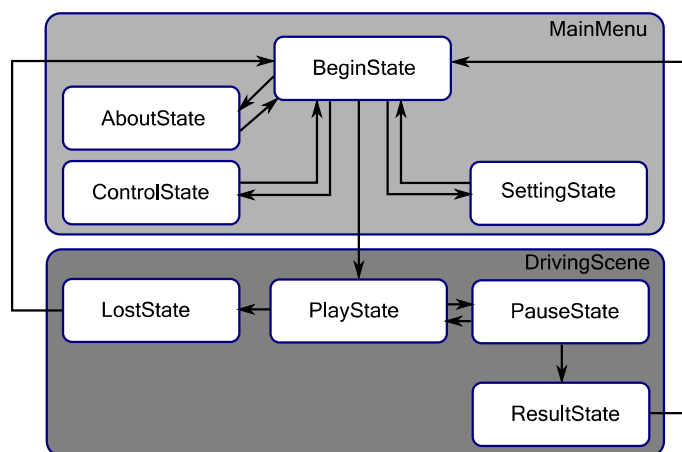 MainMenu
BeginState
AboutState
ControlState
SettingState
DrivingScene
LostState
PlayState
PauseState
ResultState